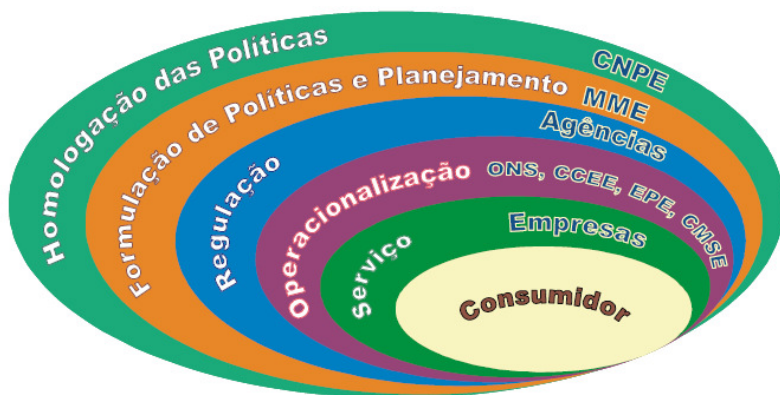 Homologação das Políticas
CNPE
Formulação de Políticas e Planejamento
MME
Regulação
Agências
Operacionalização
ONS, CCEE, EPE, CMSE
Serviço
Empresas
Consumidor